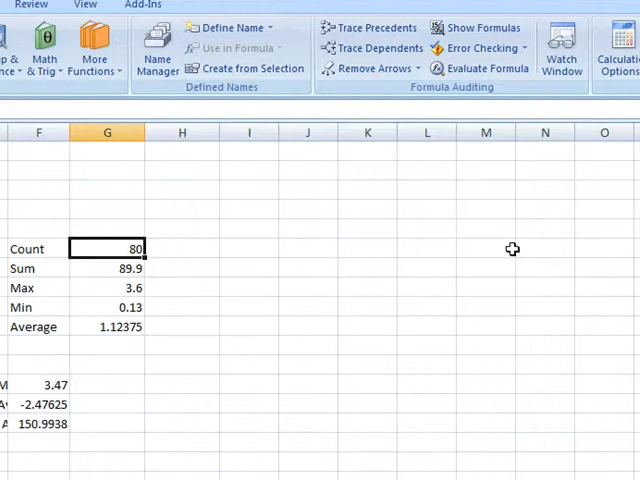 Review View Add-Ins
Math & Trig
More Functions
Name Manager
Define Name
Use in Formula
Create from Selection
Defined Names
Trace Precedents
Trace Dependents
Remove Arrows
Show Formulas
Error Checking
Evaluate Formula
Formula Auditing
Watch Window
Options
F G H I J K L M N O
Count 80
Sum 89.9
Max 3.6
Min 0.13
Average 1.12375
M 3.47
-2.47625
A 150.9938